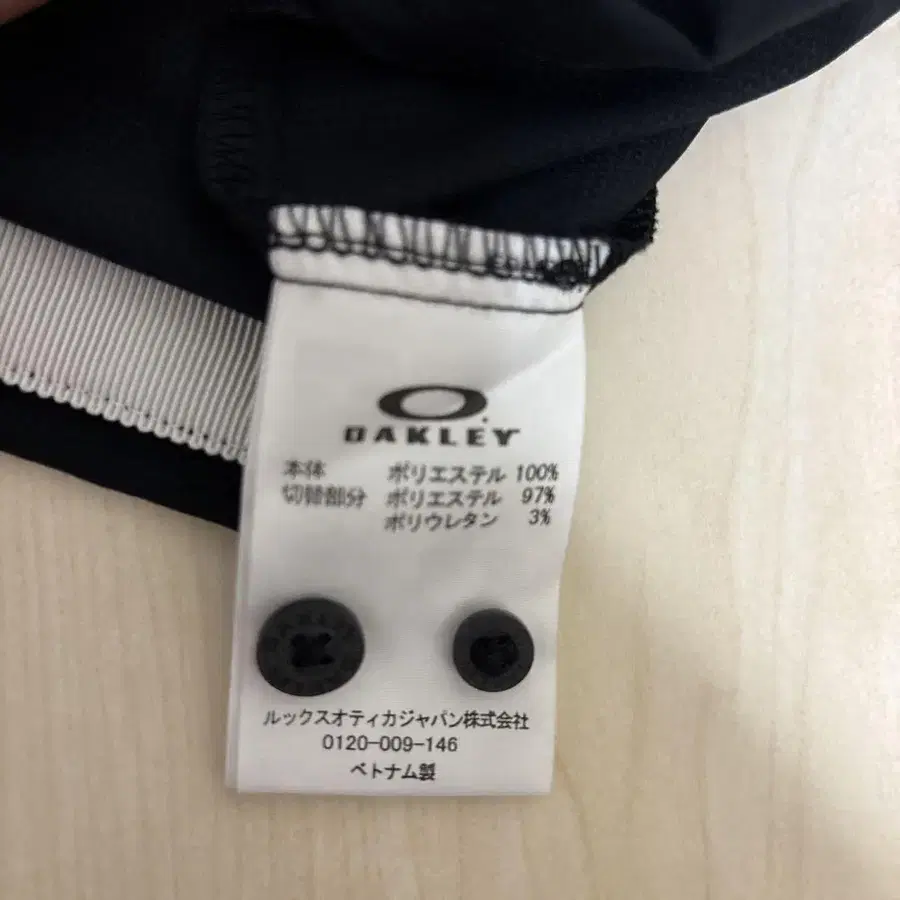 OAKLEY
本体 ポリエステル 100%
切替部分 ポリエステル 97%
ポリウレタン 3%
ルックスオティカジャパン株式会社
0120-009-146
ベトナム製